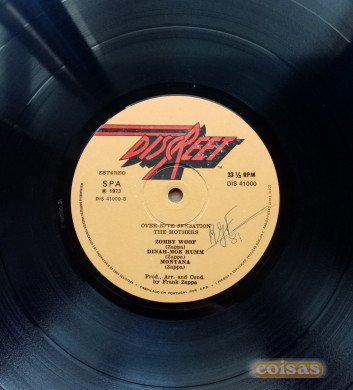 DISCREET
ESTEREO
33 ⅓ RPM
SPA
DIS 41000
℗ 1973
DIS 41000-B
OVER-NITE SENSATION
THE MOTHERS
ZOMBY WOOF
(Zappa)
DINAH-MOE HUMM
(Zappa)
MONTANA
(Zappa)
Prod., Arr. and Cond.
by Frank Zappa
81
coisas